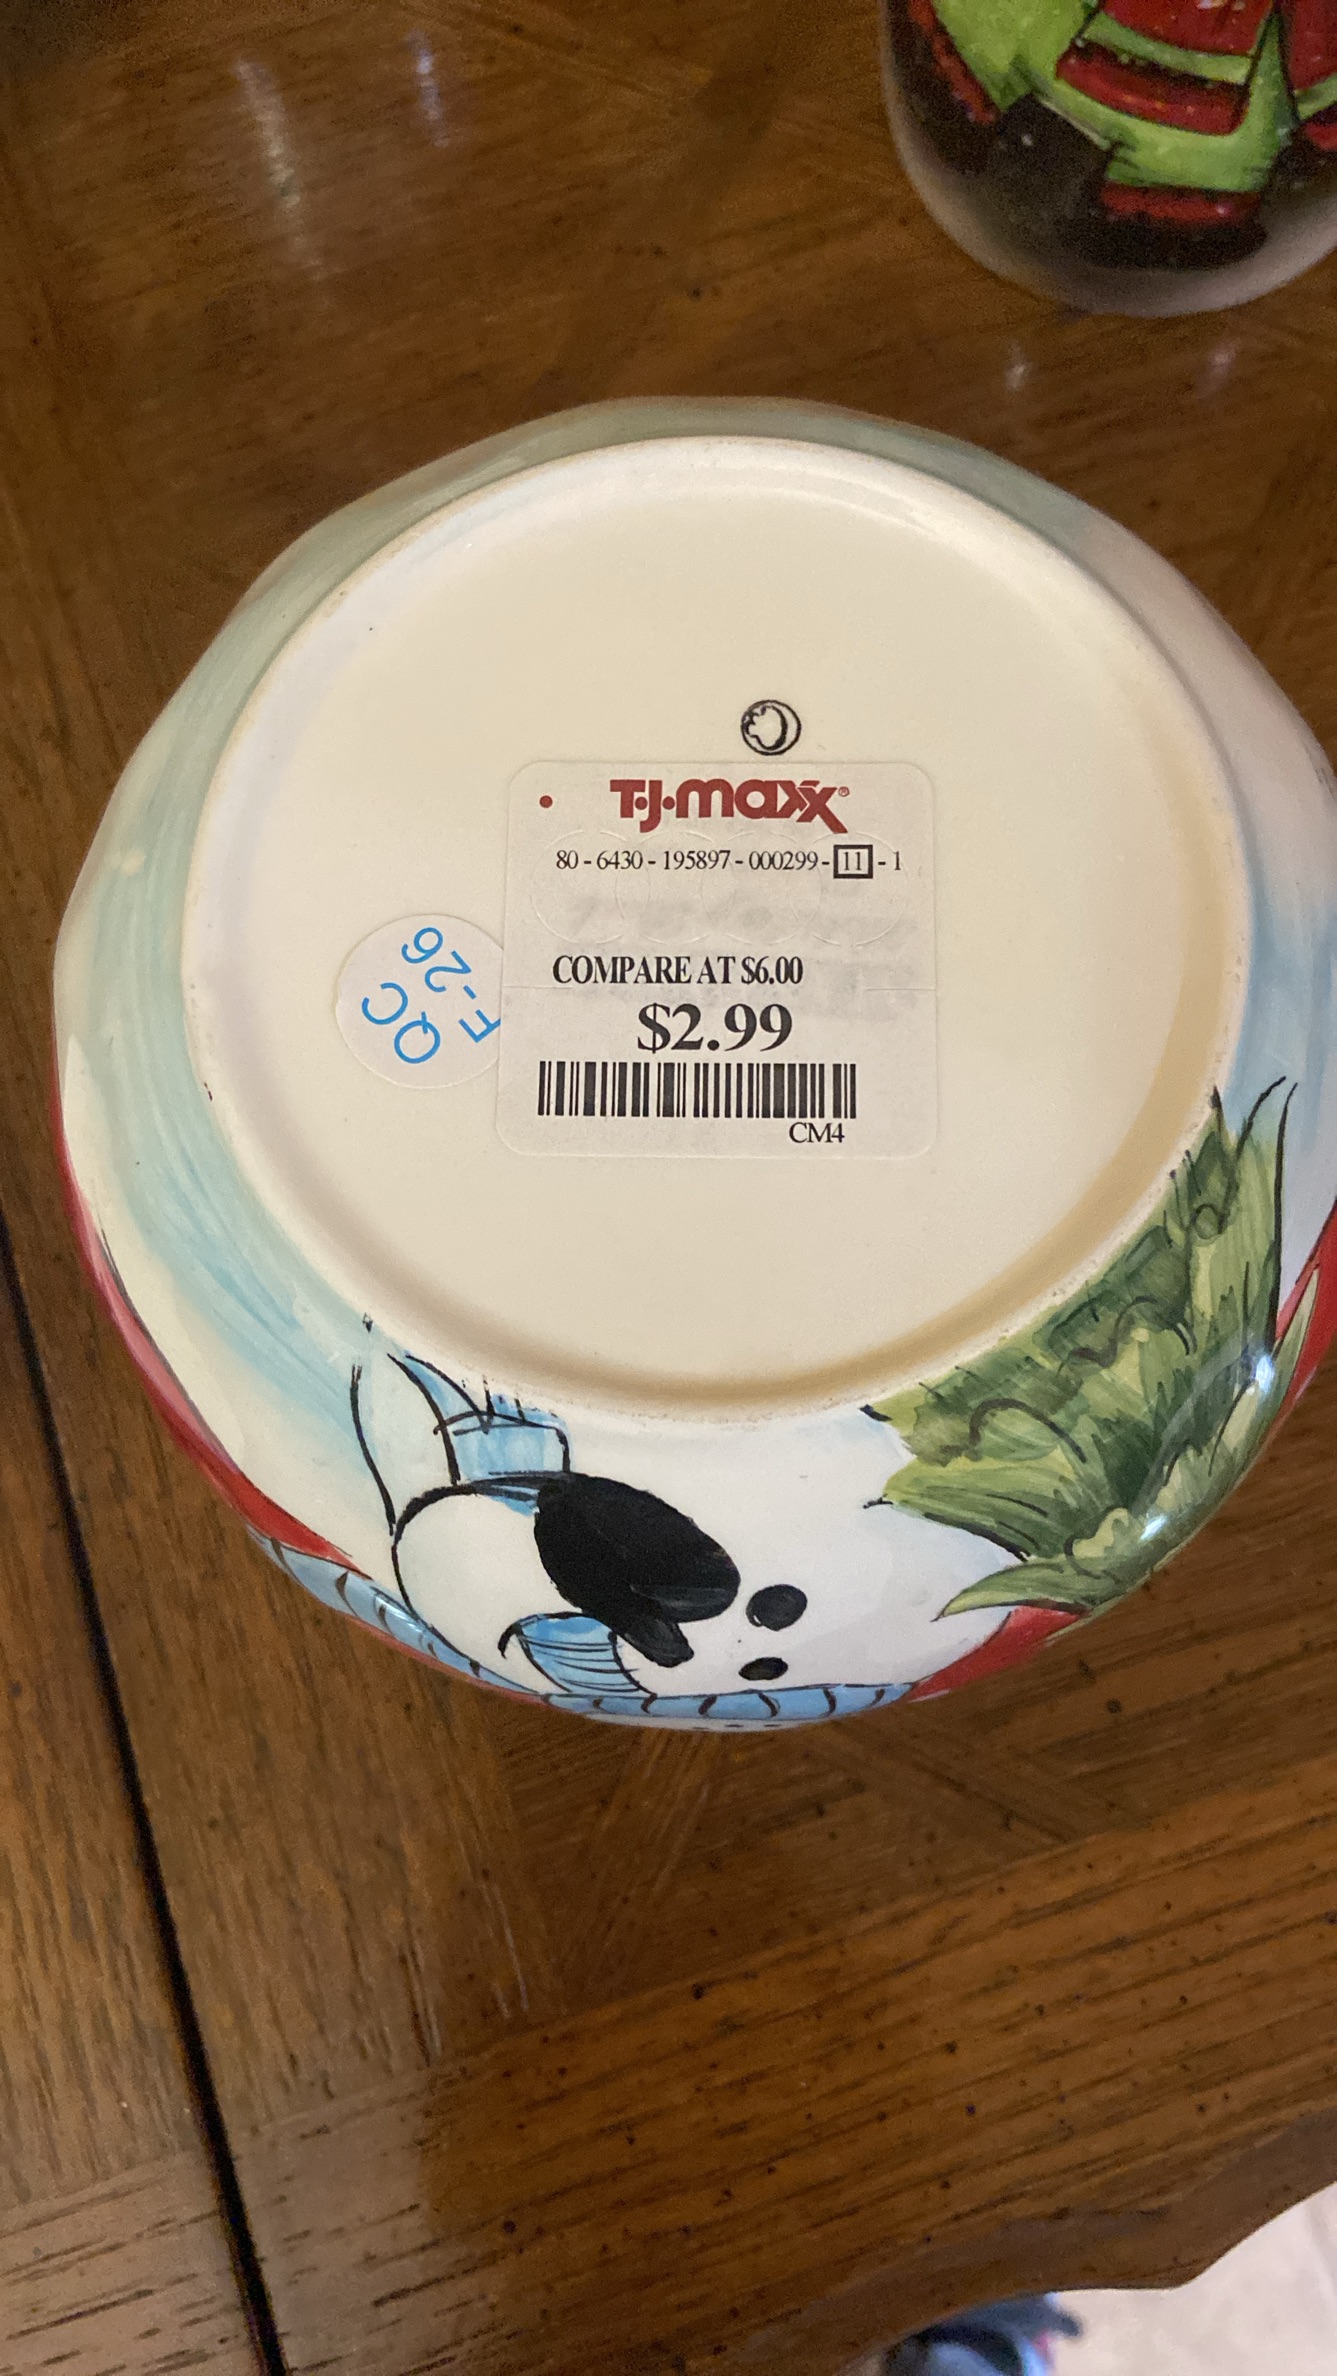 T·J·maxx®
80 - 6430 - 195897 - 000299 - 11 - 1
COMPARE AT $6.00
$2.99
CM4
QC
F-26